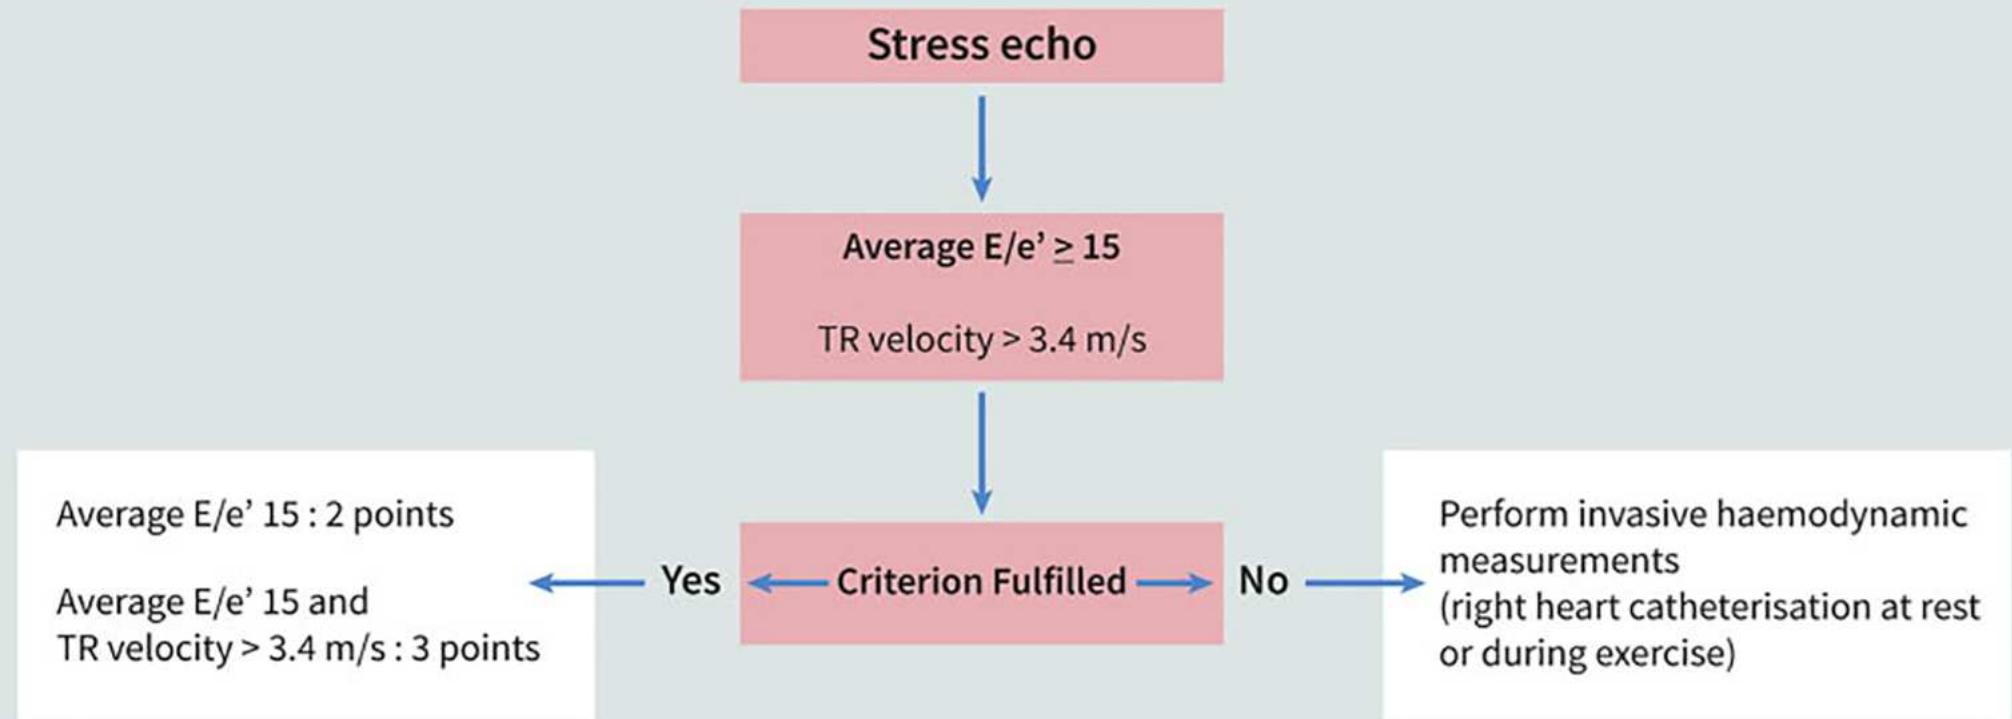 Stress echo
Average E/e’ ≥ 15
TR velocity > 3.4 m/s
Average E/e’ 15 : 2 points
Average E/e’ 15 and
TR velocity > 3.4 m/s : 3 points
Yes
Criterion Fulfilled
No
Perform invasive haemodynamic
measurements
(right heart catheterisation at rest
or during exercise)